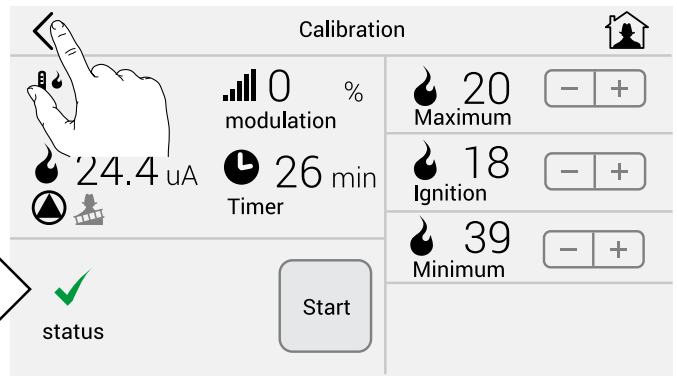 Calibration
0 %
modulation
24.4 uA
26 min
Timer
20
Maximum
18
Ignition
39
Minimum
status
Start